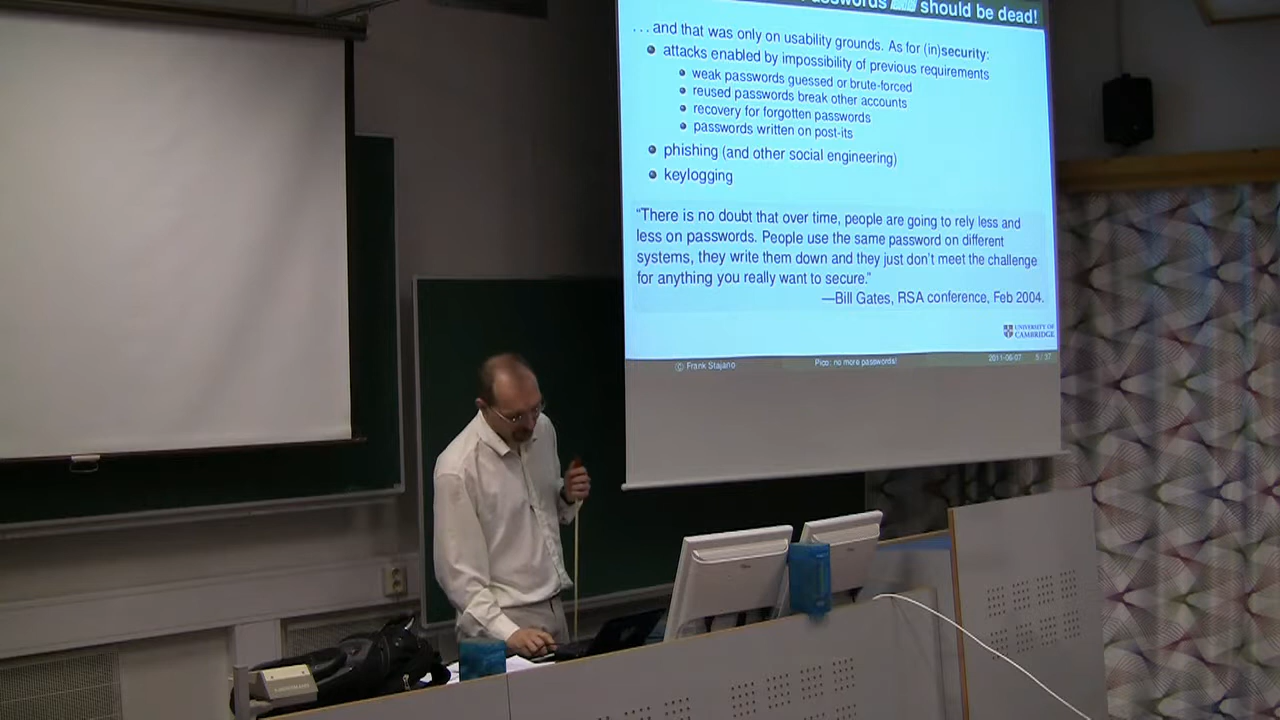 passwords should be dead!
...and that was only on usability grounds. As for (in)security:
attacks enabled by impossibility of previous requirements
weak passwords guessed or brute-forced
reused passwords break other accounts
recovery for forgotten passwords
passwords written on post-its
phishing (and other social engineering)
keylogging
“There is no doubt that over time, people are going to rely less and
less on passwords. People use the same password on different
systems, they write them down and they just don’t meet the challenge
for anything you really want to secure.”
—Bill Gates, RSA conference, Feb 2004.
UNIVERSITY OF
CAMBRIDGE
© Frank Stajano Pico: no more passwords! 2011-06-07 5 / 37